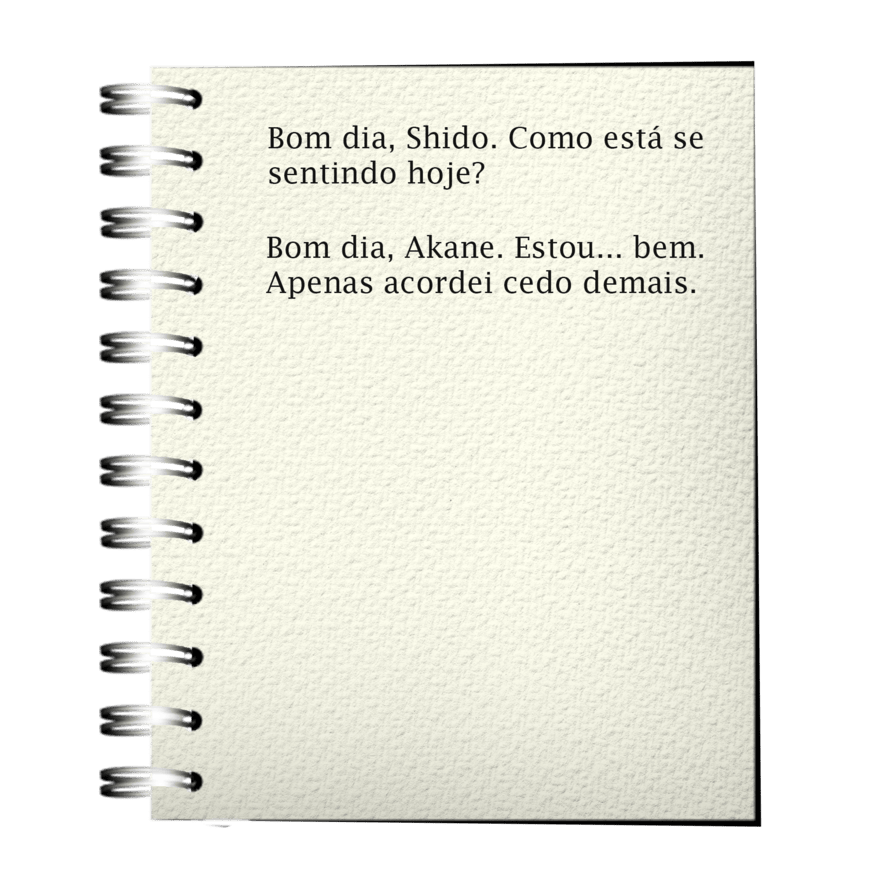 Bom dia, Shido. Como está se
sentindo hoje?
Bom dia, Akane. Estou... bem.
Apenas acordei cedo demais.